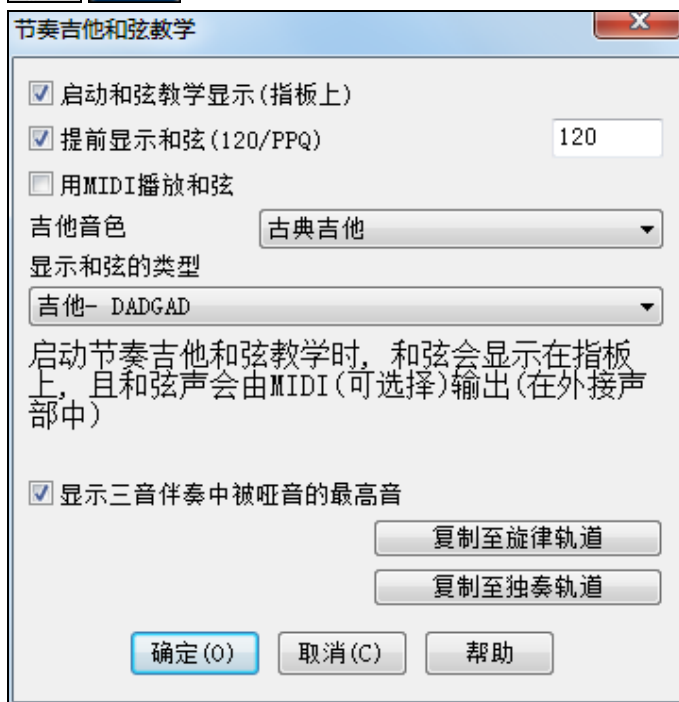 节奏吉他和弦教学
启动和弦教学显示(指板上)
提前显示和弦(120/PPQ)
120
用MIDI播放和弦
吉他音色
古典吉他
显示和弦的类型
吉他- DADGAD
启动节奏吉他和弦教学时, 和弦会显示在指板
上, 且和弦声会由MIDI(可选择)输出(在外接声
部中)
显示三音伴奏中被哑音的最高音
复制至旋律轨道
复制至独奏轨道
确定(O)
取消(C)
帮助